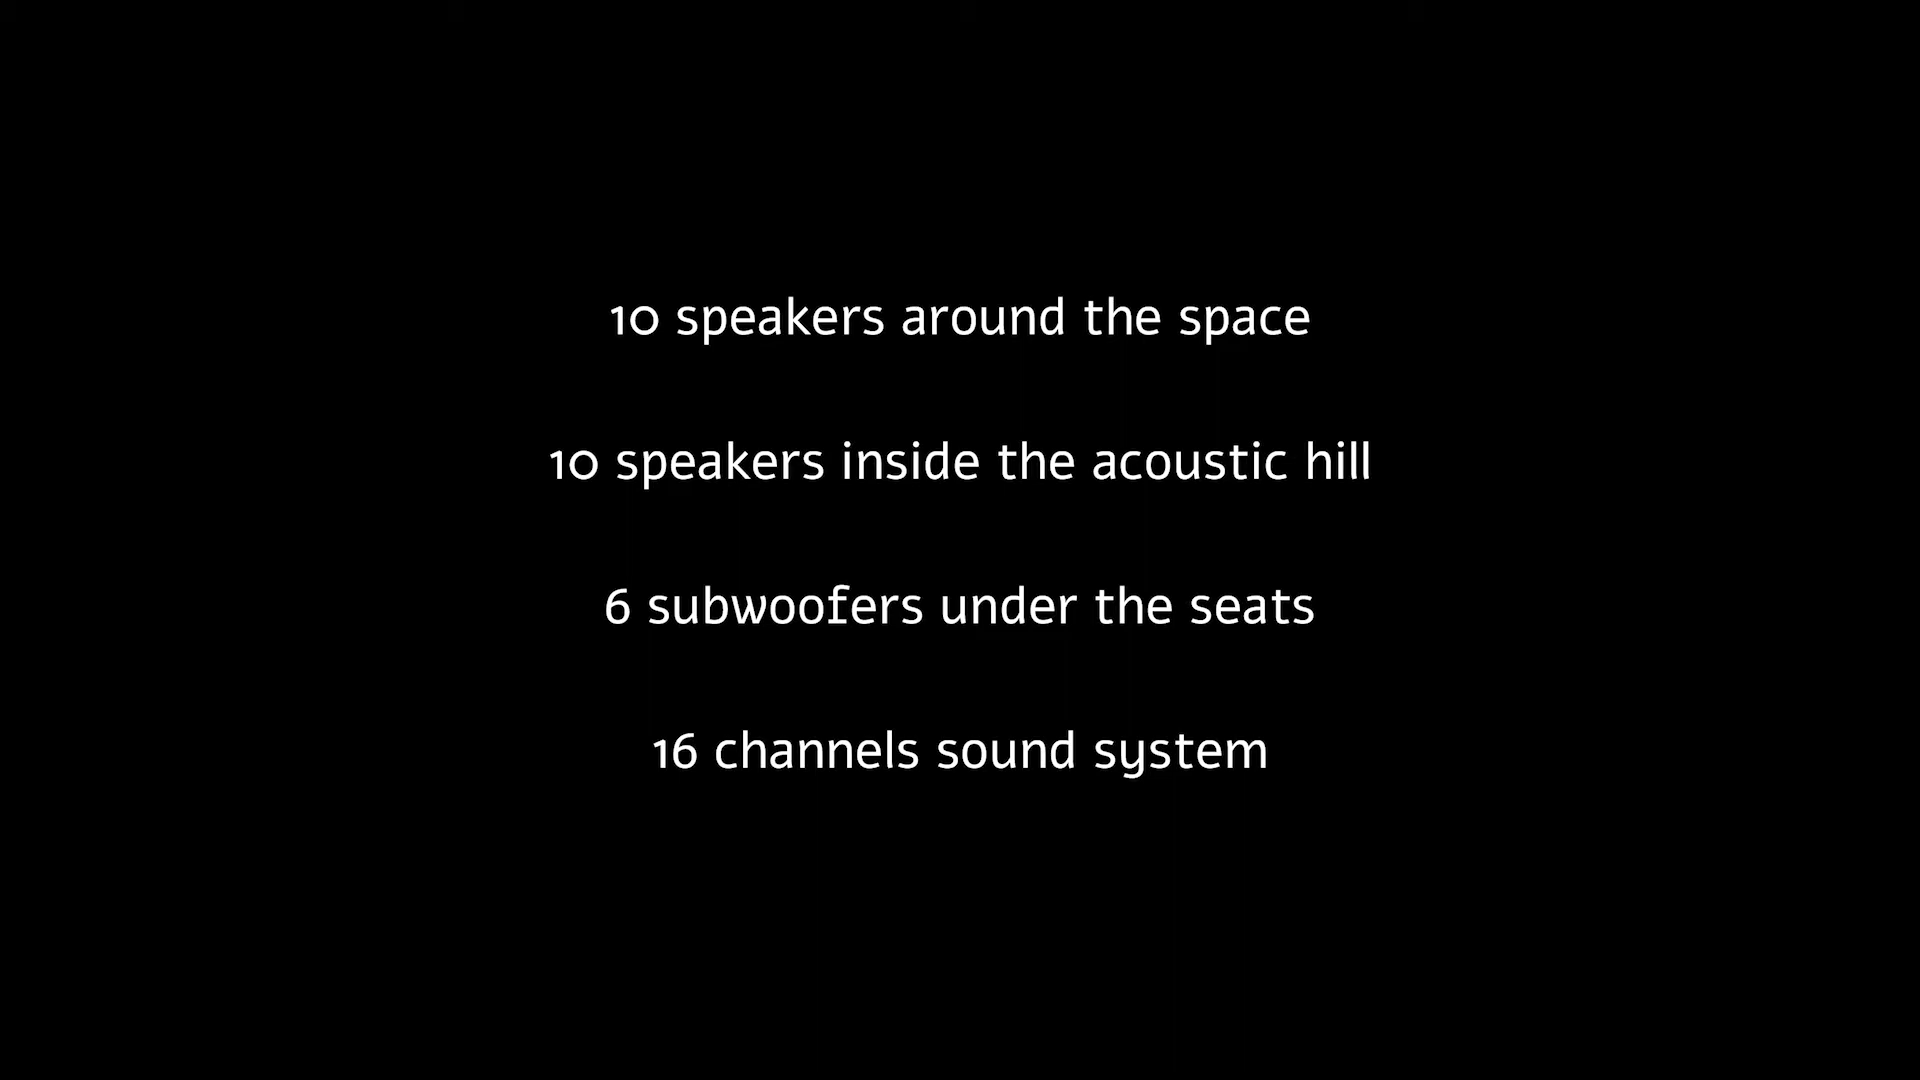 10 speakers around the space
10 speakers inside the acoustic hill
6 subwoofers under the seats
16 channels sound system